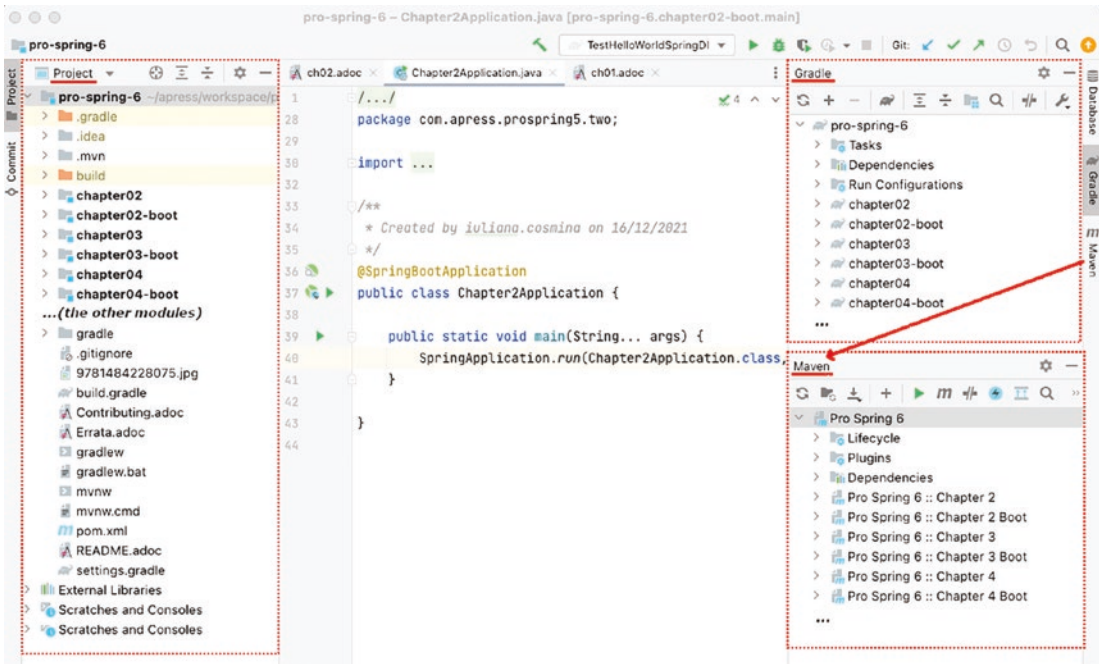 pro-spring-6 – Chapter2Application.java [pro-spring-6.chapter02-boot.main]
pro-spring-6
TestHelloWorldSpringDI
Git:
Project
Commit
Project
pro-spring-6 ~/apress/workspace/p
.gradle
.idea
.mvn
build
chapter02
chapter02-boot
chapter03
chapter03-boot
chapter04
chapter04-boot
...(the other modules)
gradle
.gitignore
9781484228075.jpg
build.gradle
Contributing.adoc
Errata.adoc
gradlew
gradlew.bat
mvnw
mvnw.cmd
pom.xml
README.adoc
settings.gradle
External Libraries
Scratches and Consoles
Scratches and Consoles
ch02.adoc
Chapter2Application.java
ch01.adoc
4
1 /.../
28 package com.apress.prospring5.two;
29
30 import ...
32
33 /**
34 * Created by iuliana.cosmina on 16/12/2021
35 */
36 @SpringBootApplication
37 public class Chapter2Application {
38
39 public static void main(String... args) {
40 SpringApplication.run(Chapter2Application.class,
41 }
42
43 }
44
Gradle
pro-spring-6
Tasks
Dependencies
Run Configurations
chapter02
chapter02-boot
chapter03
chapter03-boot
chapter04
chapter04-boot
...
Maven
m
Pro Spring 6
Lifecycle
Plugins
Dependencies
Pro Spring 6 :: Chapter 2
Pro Spring 6 :: Chapter 2 Boot
Pro Spring 6 :: Chapter 3
Pro Spring 6 :: Chapter 3 Boot
Pro Spring 6 :: Chapter 4
Pro Spring 6 :: Chapter 4 Boot
...
Database
Gradle
m
Maven